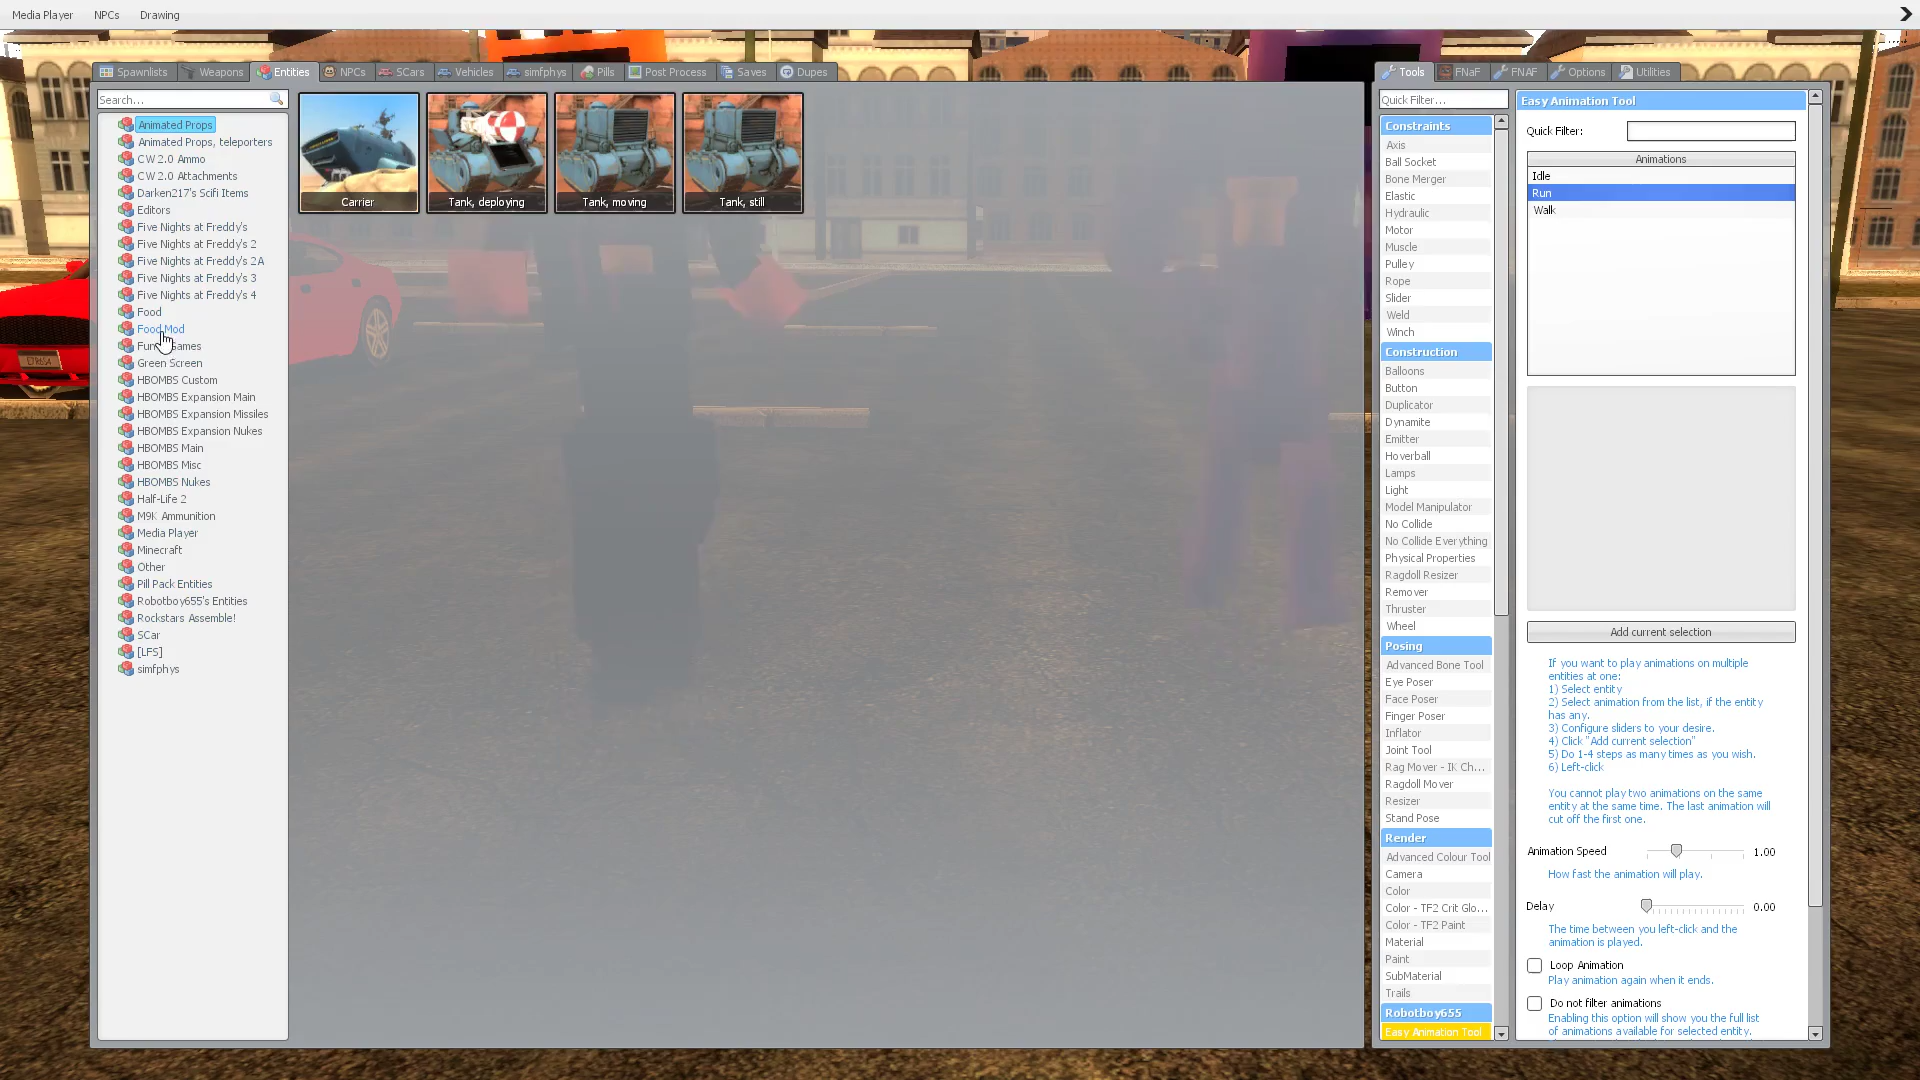 Media Player
NPCs
Drawing
Spawnlists
Weapons
Entities
NPCs
SCars
Vehicles
simfphys
Pills
Post Process
Saves
Dupes
Search...
Animated Props
Animated Props, teleporters
CW 2.0 Ammo
CW 2.0 Attachments
Darken217's Scifi Items
Editors
Five Nights at Freddy's
Five Nights at Freddy's 2
Five Nights at Freddy's 2A
Five Nights at Freddy's 3
Five Nights at Freddy's 4
Food
Food Mod
Games
Green Screen
HBOMBS Custom
HBOMBS Expansion Main
HBOMBS Expansion Missiles
HBOMBS Expansion Nukes
HBOMBS Main
HBOMBS Misc
HBOMBS Nukes
Half-Life 2
M9K Ammunition
Media Player
Minecraft
Other
Pill Pack Entities
Robotboy655's Entities
Rockstars Assemble!
SCar
[LFS]
simfphys
Carrier
Tank, deploying
Tank, moving
Tank, still
Tools
FNaF
FNAF
Options
Utilities
Quick Filter...
Constraints
Axis
Ball Socket
Bone Merger
Elastic
Hydraulic
Motor
Muscle
Pulley
Rope
Slider
Weld
Winch
Construction
Balloons
Button
Duplicator
Dynamite
Emitter
Hoverball
Lamps
Light
Model Manipulator
No Collide
No Collide Everything
Physical Properties
Ragdoll Resizer
Remover
Thruster
Wheel
Posing
Advanced Bone Tool
Eye Poser
Face Poser
Finger Poser
Inflator
Joint Tool
Rag Mover - IK Ch...
Ragdoll Mover
Resizer
Stand Pose
Render
Advanced Colour Tool
Camera
Color
Color - TF2 Crit Glo...
Color - TF2 Paint
Material
Paint
SubMaterial
Trails
Robotboy655
Easy Animation Tool
Easy Animation Tool
Quick Filter:
Animations
Idle
Run
Walk
Add current selection
If you want to play animations on multiple
entities at one:
1) Select entity
2) Select animation from the list, if the entity
has any.
3) Configure sliders to your desire.
4) Click "Add current selection"
5) Do 1-4 steps as many times as you wish.
6) Left-click
You cannot play two animations on the same
entity at the same time. The last animation will
cut off the first one.
Animation Speed 1.00
How fast the animation will play.
Delay 0.00
The time between you left-click and the
animation is played.
Loop Animation
Play animation again when it ends.
Do not filter animations
Enabling this option will show you the full list
of animations available for selected entity.